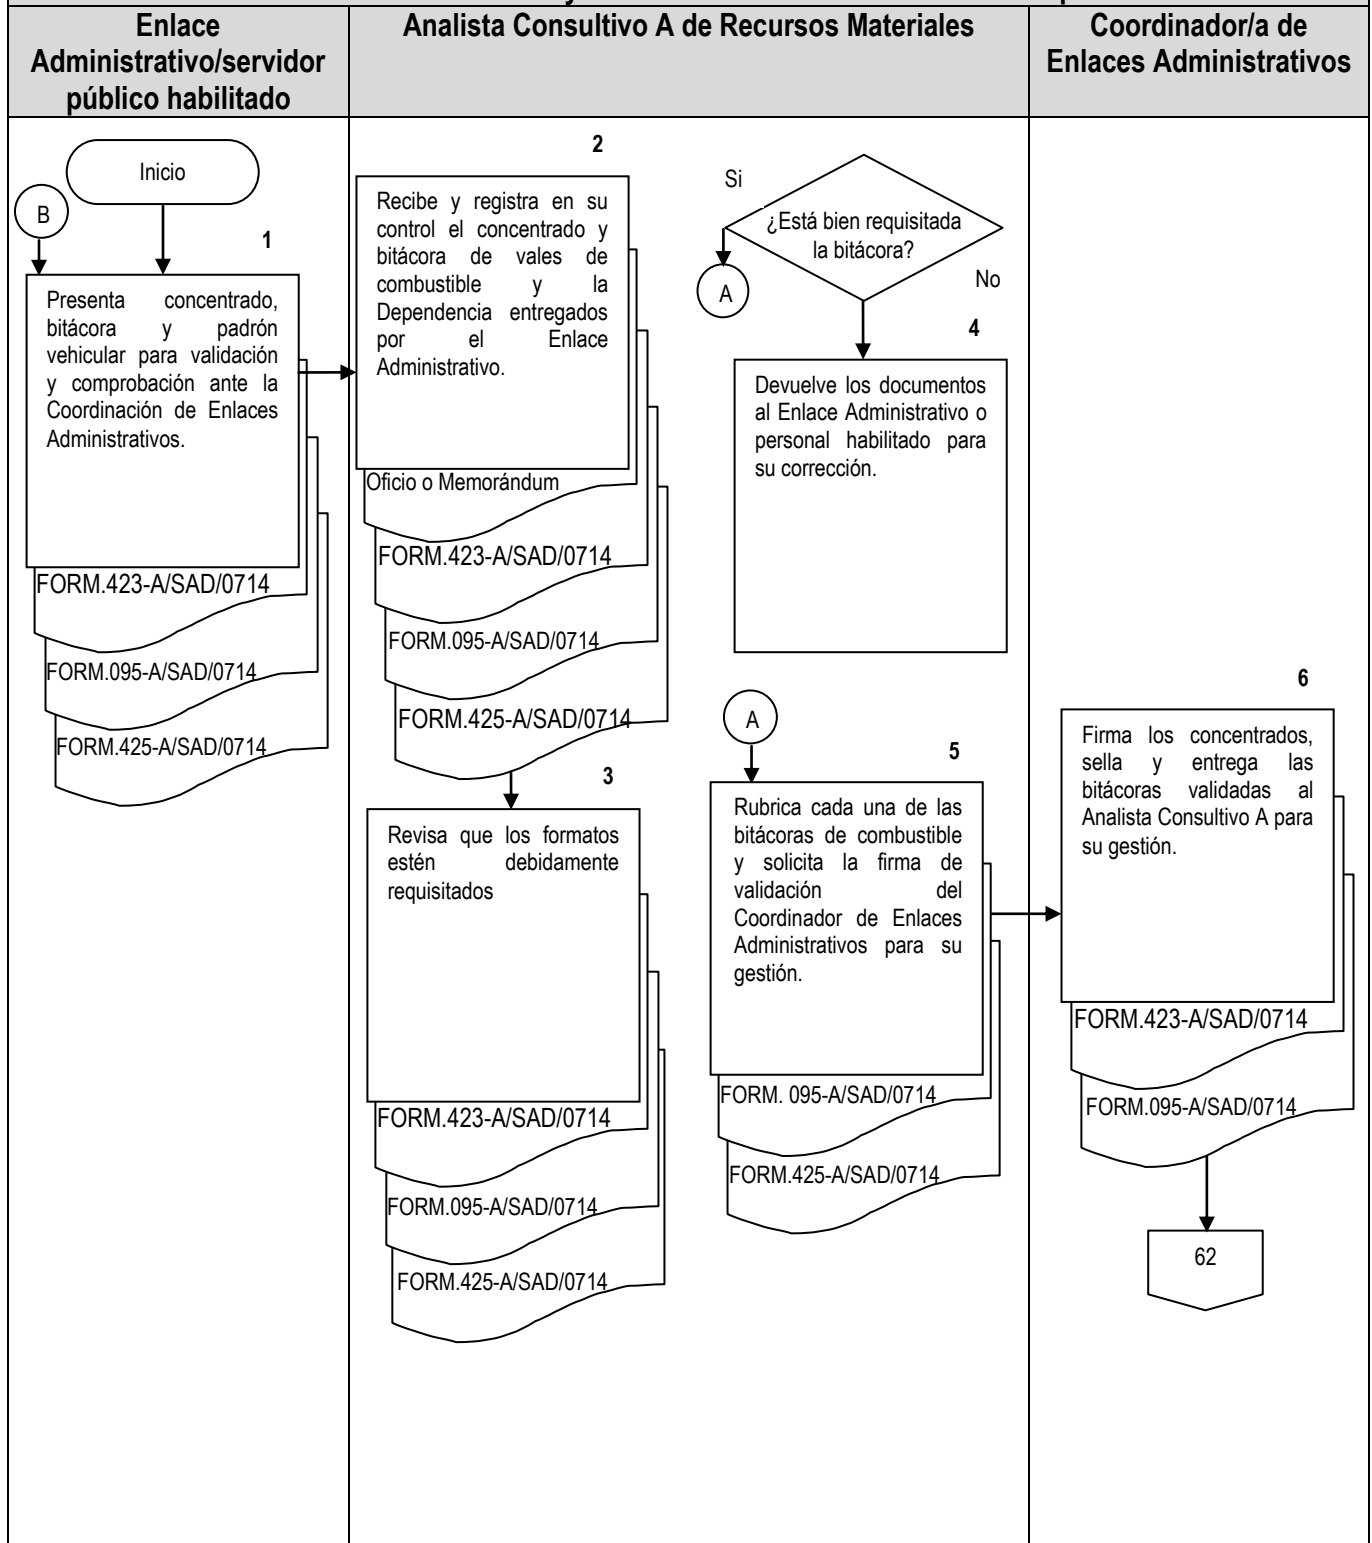 Enlace
Administrativo/servidor
público habilitado
Analista Consultivo A de Recursos Materiales
Coordinador/a de
Enlaces Administrativos
Inicio
B
1
Presenta concentrado,
bitácora y padrón
vehicular para validación
y comprobación ante la
Coordinación de Enlaces
Administrativos.
FORM.423-A/SAD/0714
FORM.095-A/SAD/0714
FORM.425-A/SAD/0714
2
Recibe y registra en su
control el concentrado y
bitácora de vales de
combustible y la
Dependencia entregados
por el Enlace
Administrativo.
Oficio o Memorándum
FORM.423-A/SAD/0714
FORM.095-A/SAD/0714
FORM.425-A/SAD/0714
3
Revisa que los formatos
estén debidamente
requisitados
FORM.423-A/SAD/0714
FORM.095-A/SAD/0714
FORM.425-A/SAD/0714
Si
¿Está bien requisitada
la bitácora?
A
No
4
Devuelve los documentos
al Enlace Administrativo o
personal habilitado para
su corrección.
A
5
Rubrica cada una de las
bitácoras de combustible
y solicita la firma de
validación del
Coordinador de Enlaces
Administrativos para su
gestión.
FORM. 095-A/SAD/0714
FORM.425-A/SAD/0714
6
Firma los concentrados,
sella y entrega las
bitácoras validadas al
Analista Consultivo A para
su gestión.
FORM.423-A/SAD/0714
FORM.095-A/SAD/0714
62